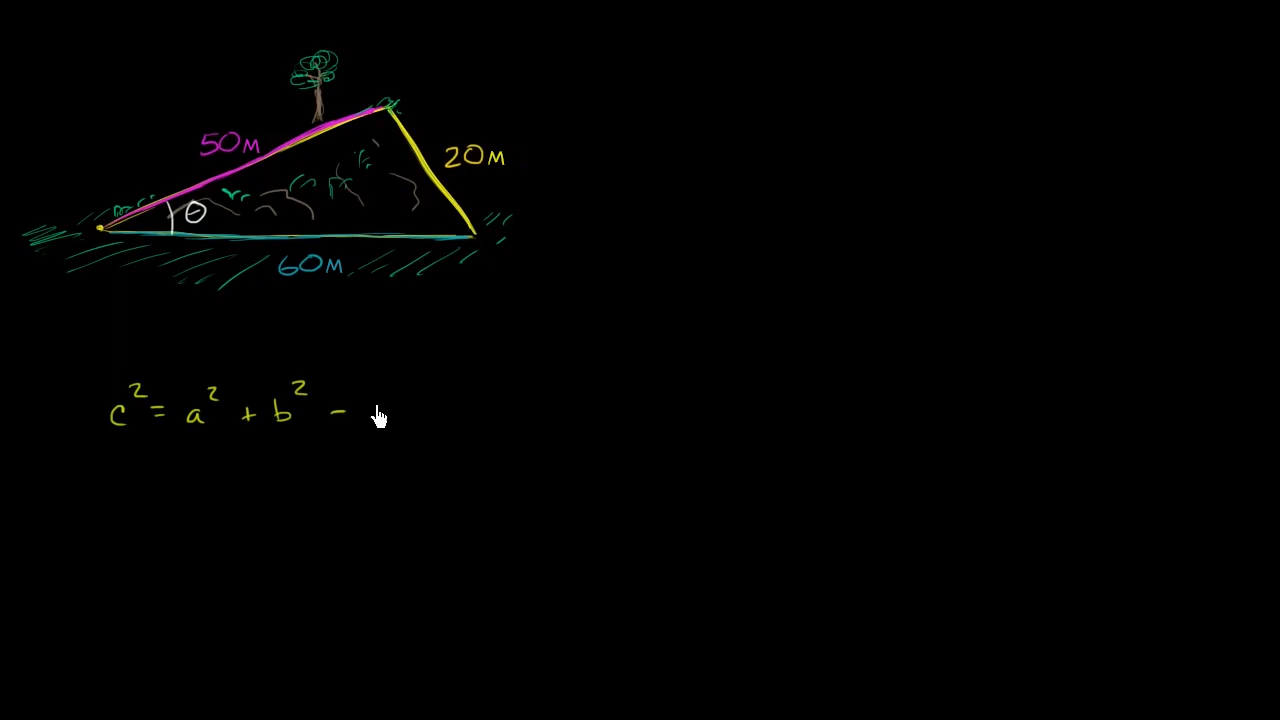 50M
20M
θ
60M
c² = a² + b² -